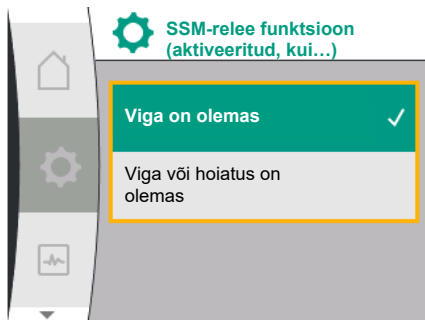 SSM-relee funktsioon
(aktiveeritud, kui…)
Viga on olemas
Viga või hoiatus on
olemas